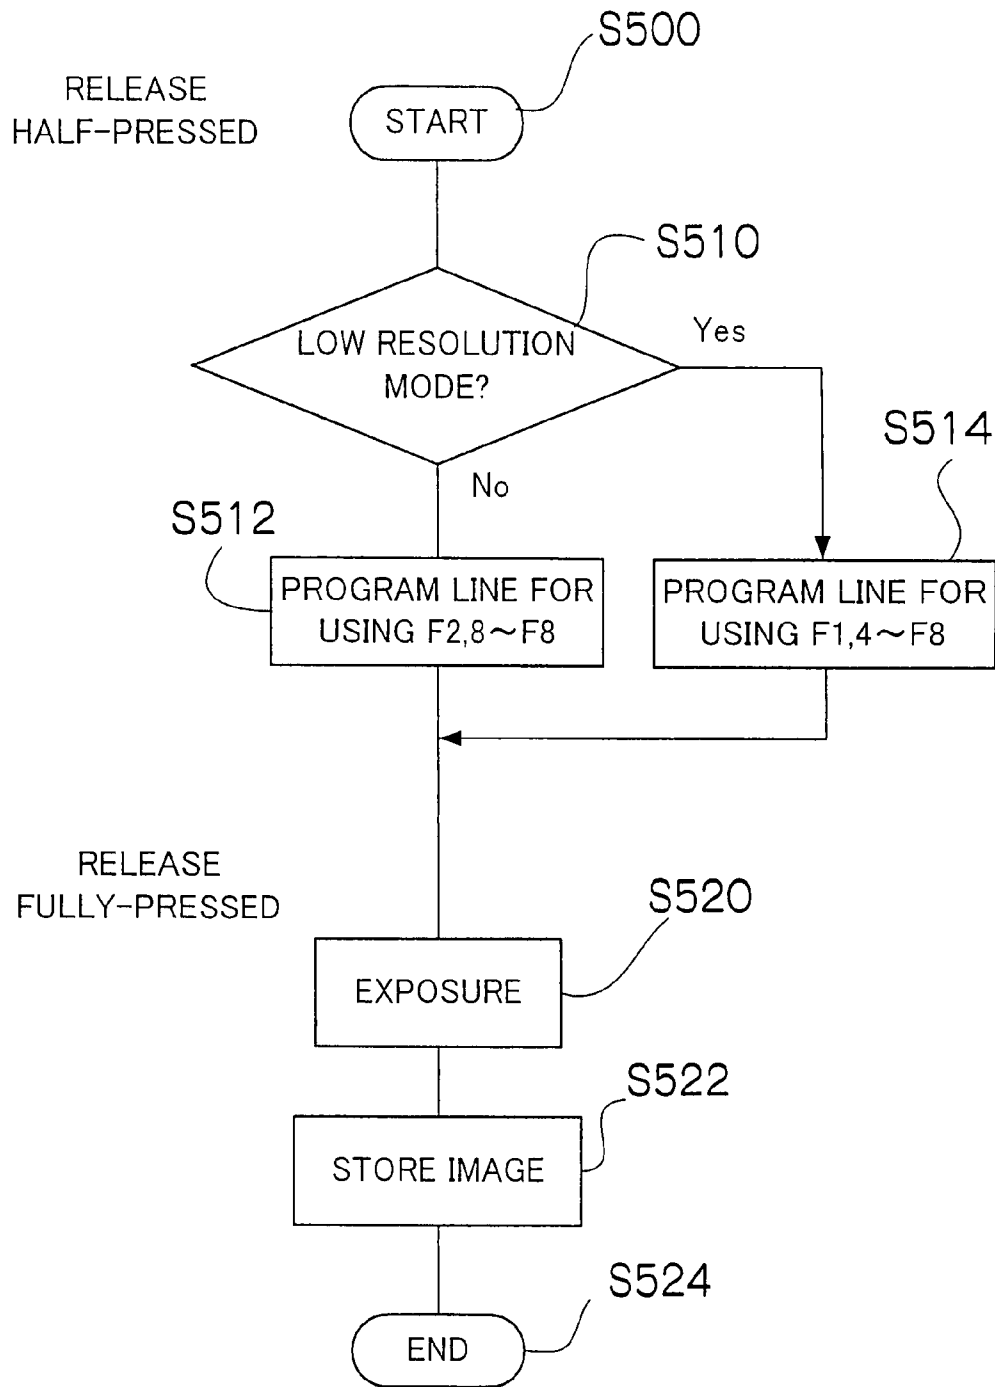 S500
RELEASE
HALF-PRESSED
START
S510
LOW RESOLUTION
MODE?
Yes
S514
No
S512
PROGRAM LINE FOR
USING F2,8~F8
PROGRAM LINE FOR
USING F1,4~F8
RELEASE
FULLY-PRESSED
S520
EXPOSURE
S522
STORE IMAGE
S524
END